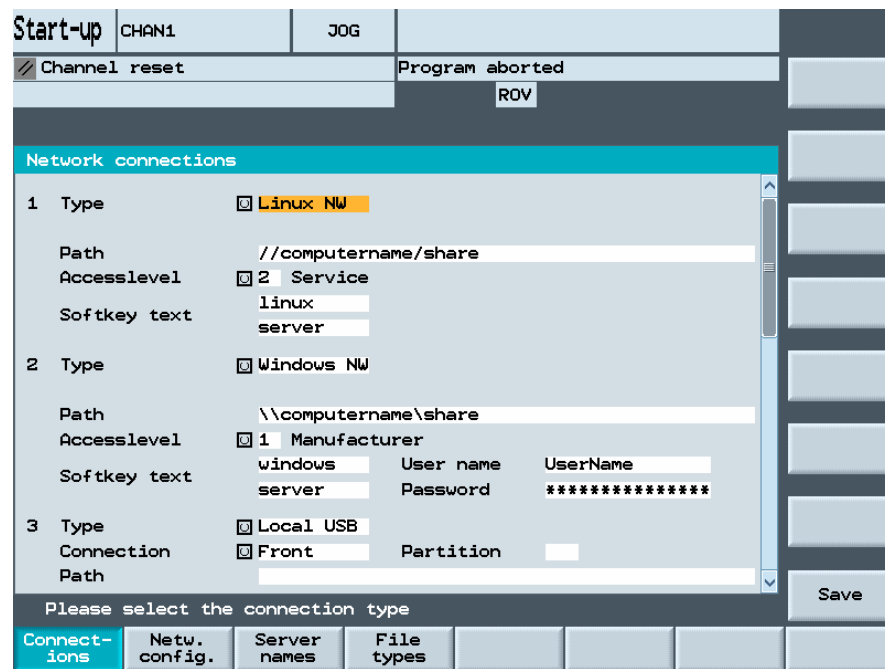 Start-up CHAN1 JOG
Channel reset Program aborted
ROV
Network connections
1 Type Linux NW
Path //computername/share
Accesslevel 2 Service
Softkey text linux
server
2 Type Windows NW
Path \\computername\share
Accesslevel 1 Manufacturer
Softkey text windows User name UserName
server Password ***************
3 Type Local USB
Connection Front Partition
Path
Save
Please select the connection type
Connect- Netw. Server File
ions config. names types